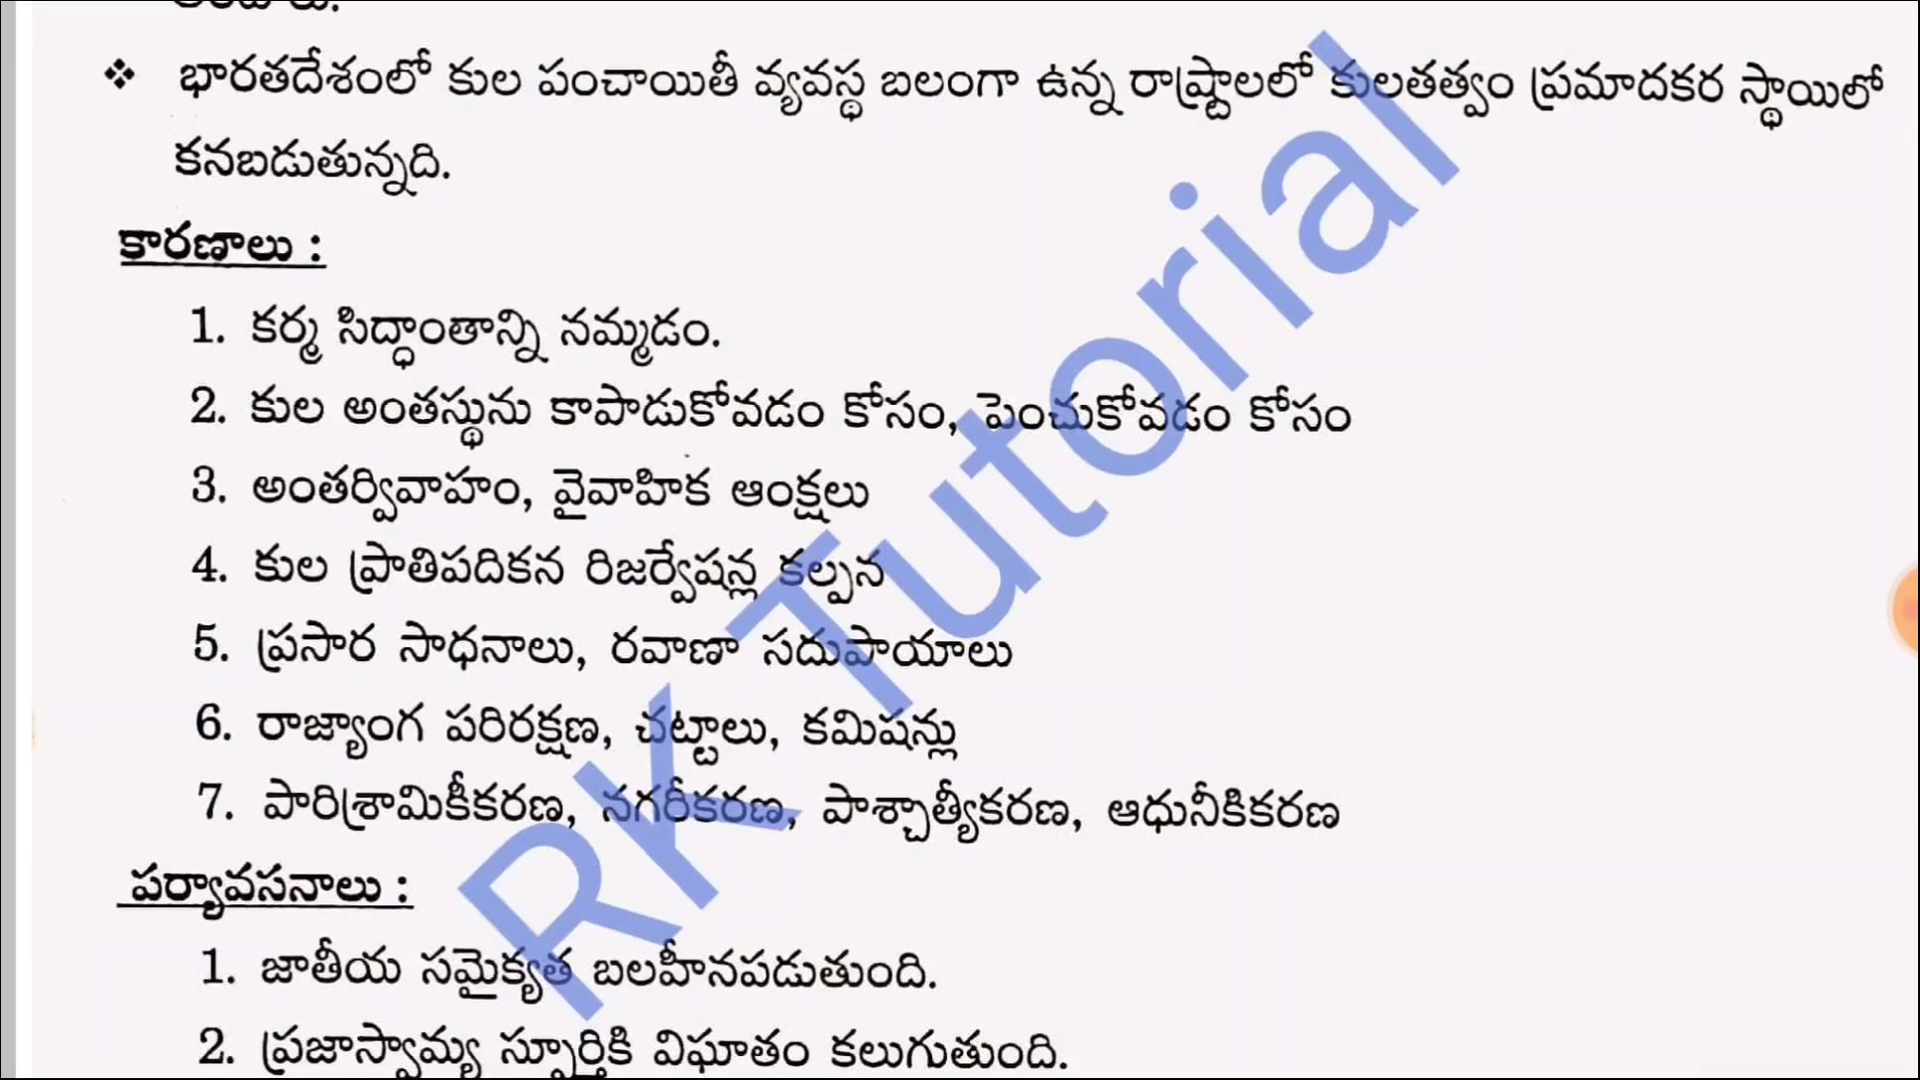 ❖ భారతదేశంలో కుల పంచాయితీ వ్యవస్థ బలంగా ఉన్న రాష్ట్రాలలో కులతత్వం ప్రమాదకర స్థాయిలో
కనబడుతున్నది.
కారణాలు :
1. కర్మ సిద్ధాంతాన్ని నమ్మడం.
2. కుల అంతస్థును కాపాడుకోవడం కోసం, పెంచుకోవడం కోసం
3. అంతర్వివాహం, వైవాహిక ఆంక్షలు
4. కుల ప్రాతిపదికన రిజర్వేషన్ల కల్పన
5. ప్రసార సాధనాలు, రవాణా సదుపాయాలు
6. రాజ్యాంగ పరిరక్షణ, చట్టాలు, కమిషన్లు
7. పారిశ్రామికీకరణ, నగరీకరణ, పాశ్చాత్యీకరణ, ఆధునీకికరణ
పర్యావసనాలు :
1. జాతీయ సమైక్యత బలహీనపడుతుంది.
2. ప్రజాస్వామ్య స్ఫూర్తికి విఘాతం కలుగుతుంది.
RK Tutorial